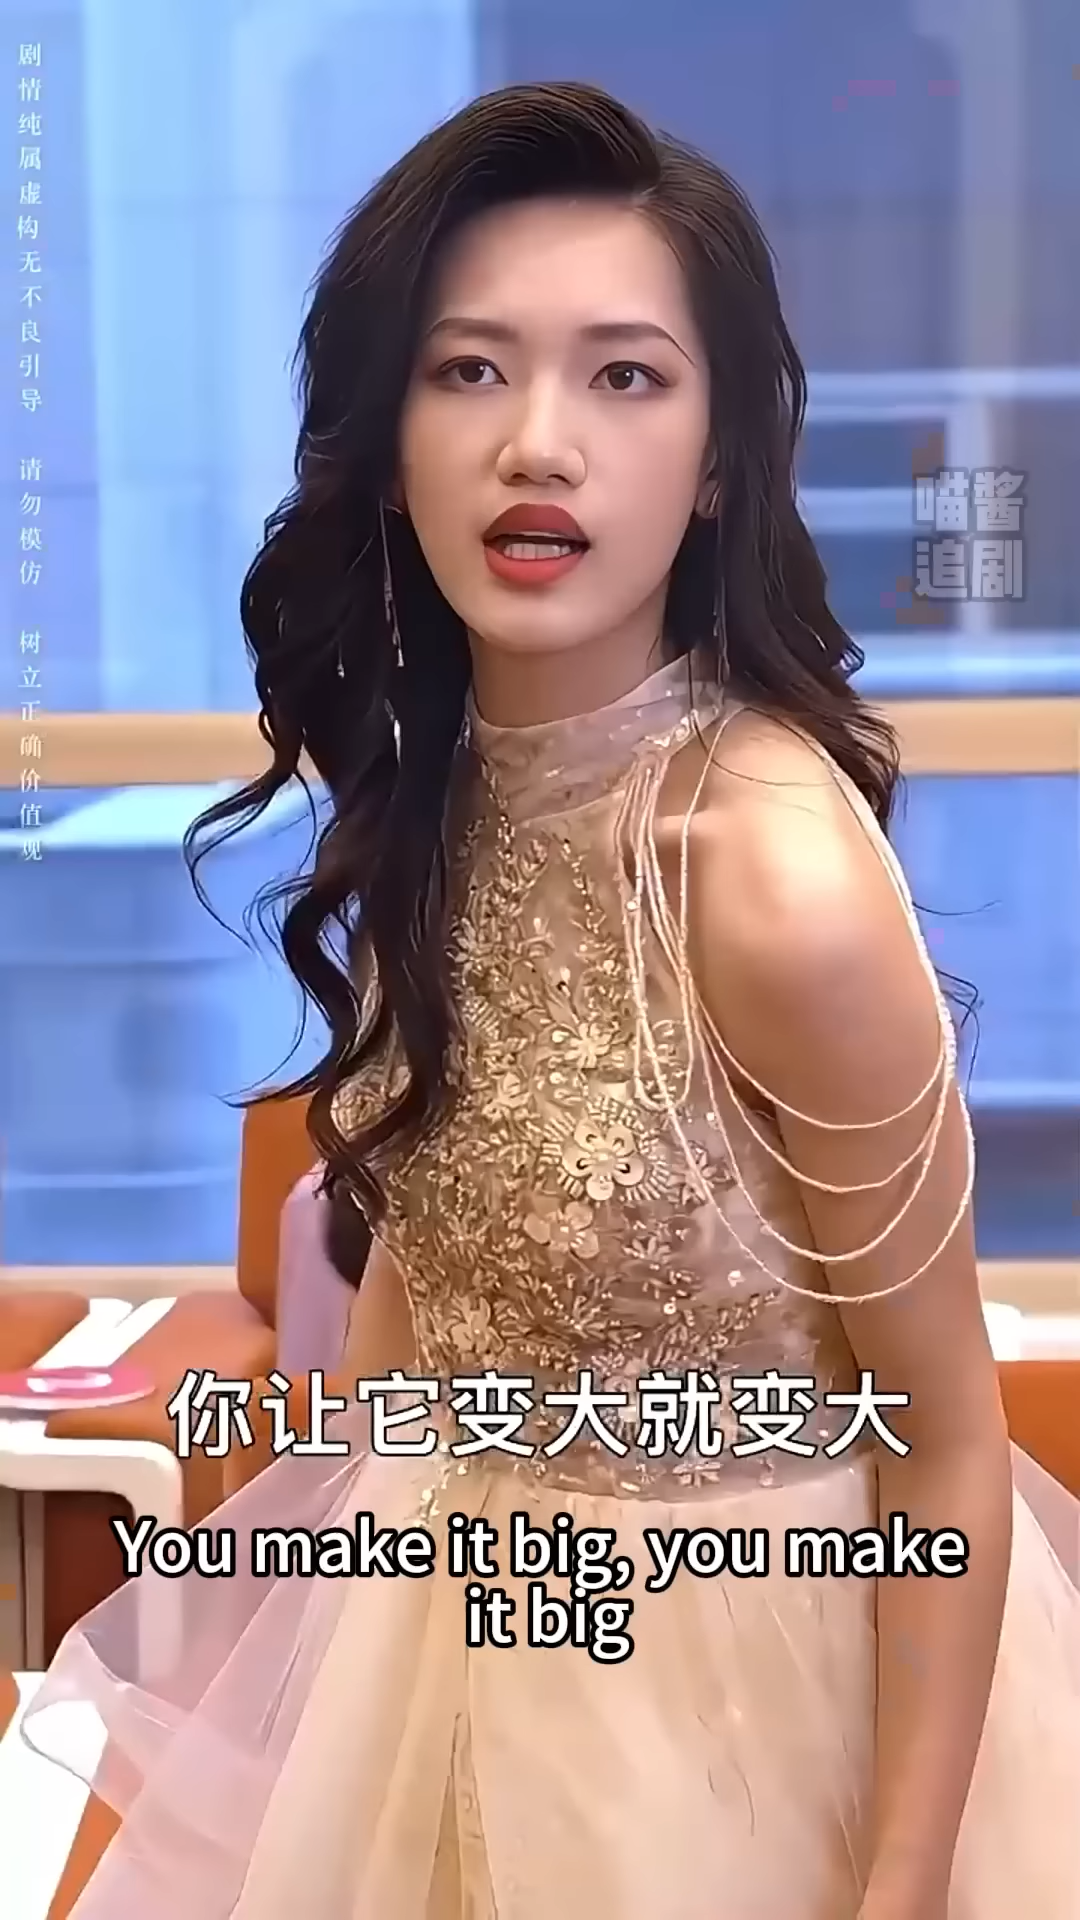 剧情纯属虚构无不良引导 请勿模仿 树立正确价值观
喵酱
追剧
你让它变大就变大
You make it big, you make
it big